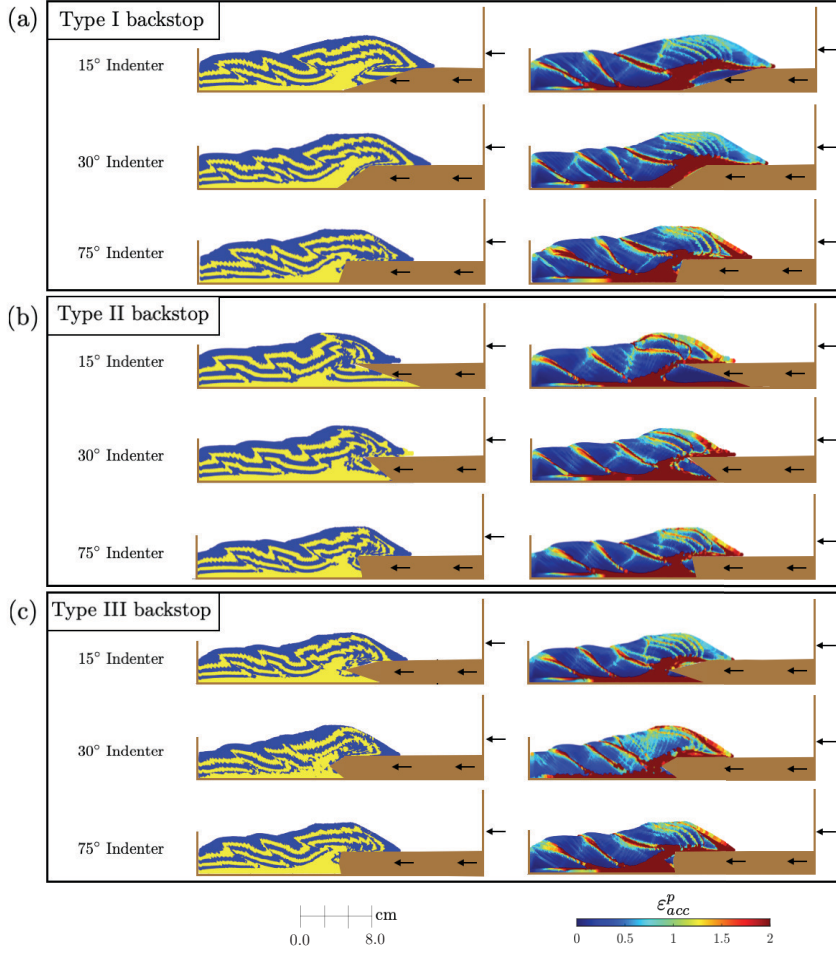 (a)
Type I backstop
15° Indenter
30° Indenter
75° Indenter
(b)
Type II backstop
15° Indenter
30° Indenter
75° Indenter
(c)
Type III backstop
15° Indenter
30° Indenter
75° Indenter
cm
0.0 8.0
ε^p_acc
0 0.5 1 1.5 2